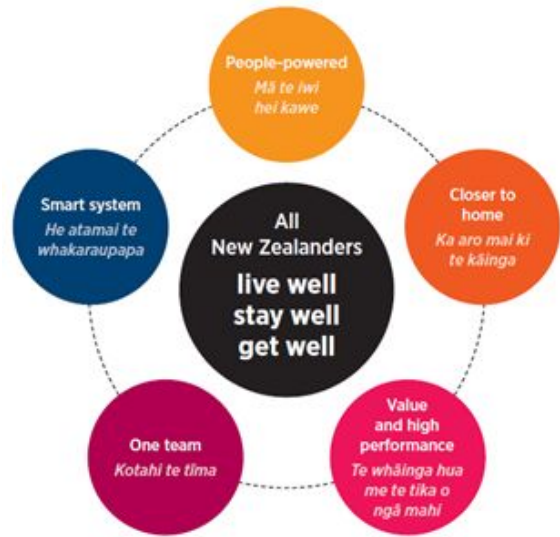 People-powered
Mā te iwi
hei kawe
Closer to
home
Ka aro mai ki
te kāinga
Value
and high
performance
Te whāinga hua
me te tika o
ngā mahi
One team
Kotahi te tīma
Smart system
He atamai te
whakaraupapa
All
New Zealanders
live well
stay well
get well